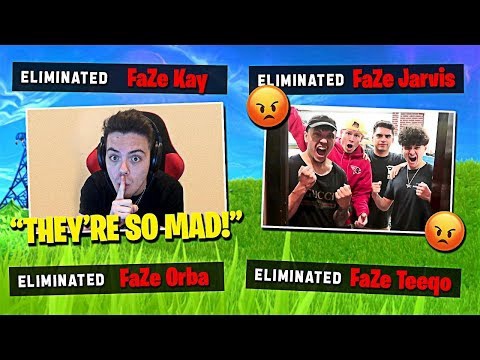 ELIMINATED FaZe Kay
ELIMINATED FaZe Jarvis
"THEY'RE SO MAD!"
ELIMINATED FaZe Orba
ELIMINATED FaZe Teeqo